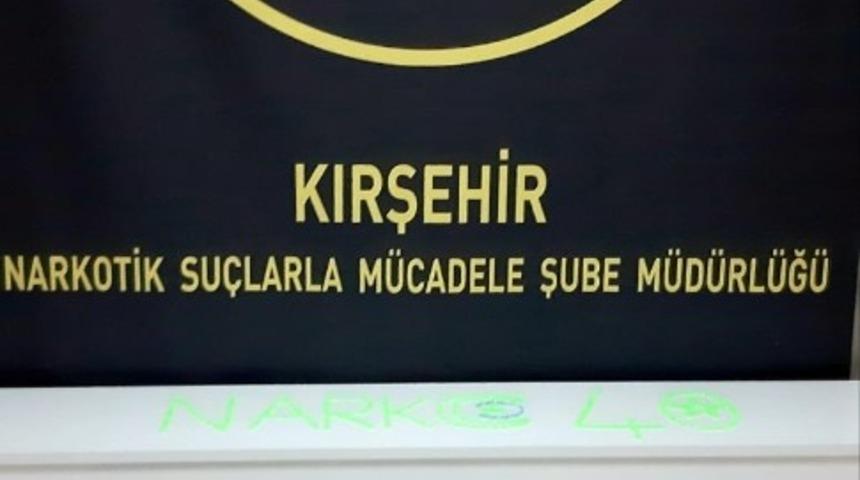 KIRŞEHİR
NARKOTİK SUÇLARLA MÜCADELE ŞUBE MÜDÜRLÜĞÜ
NARKO 40